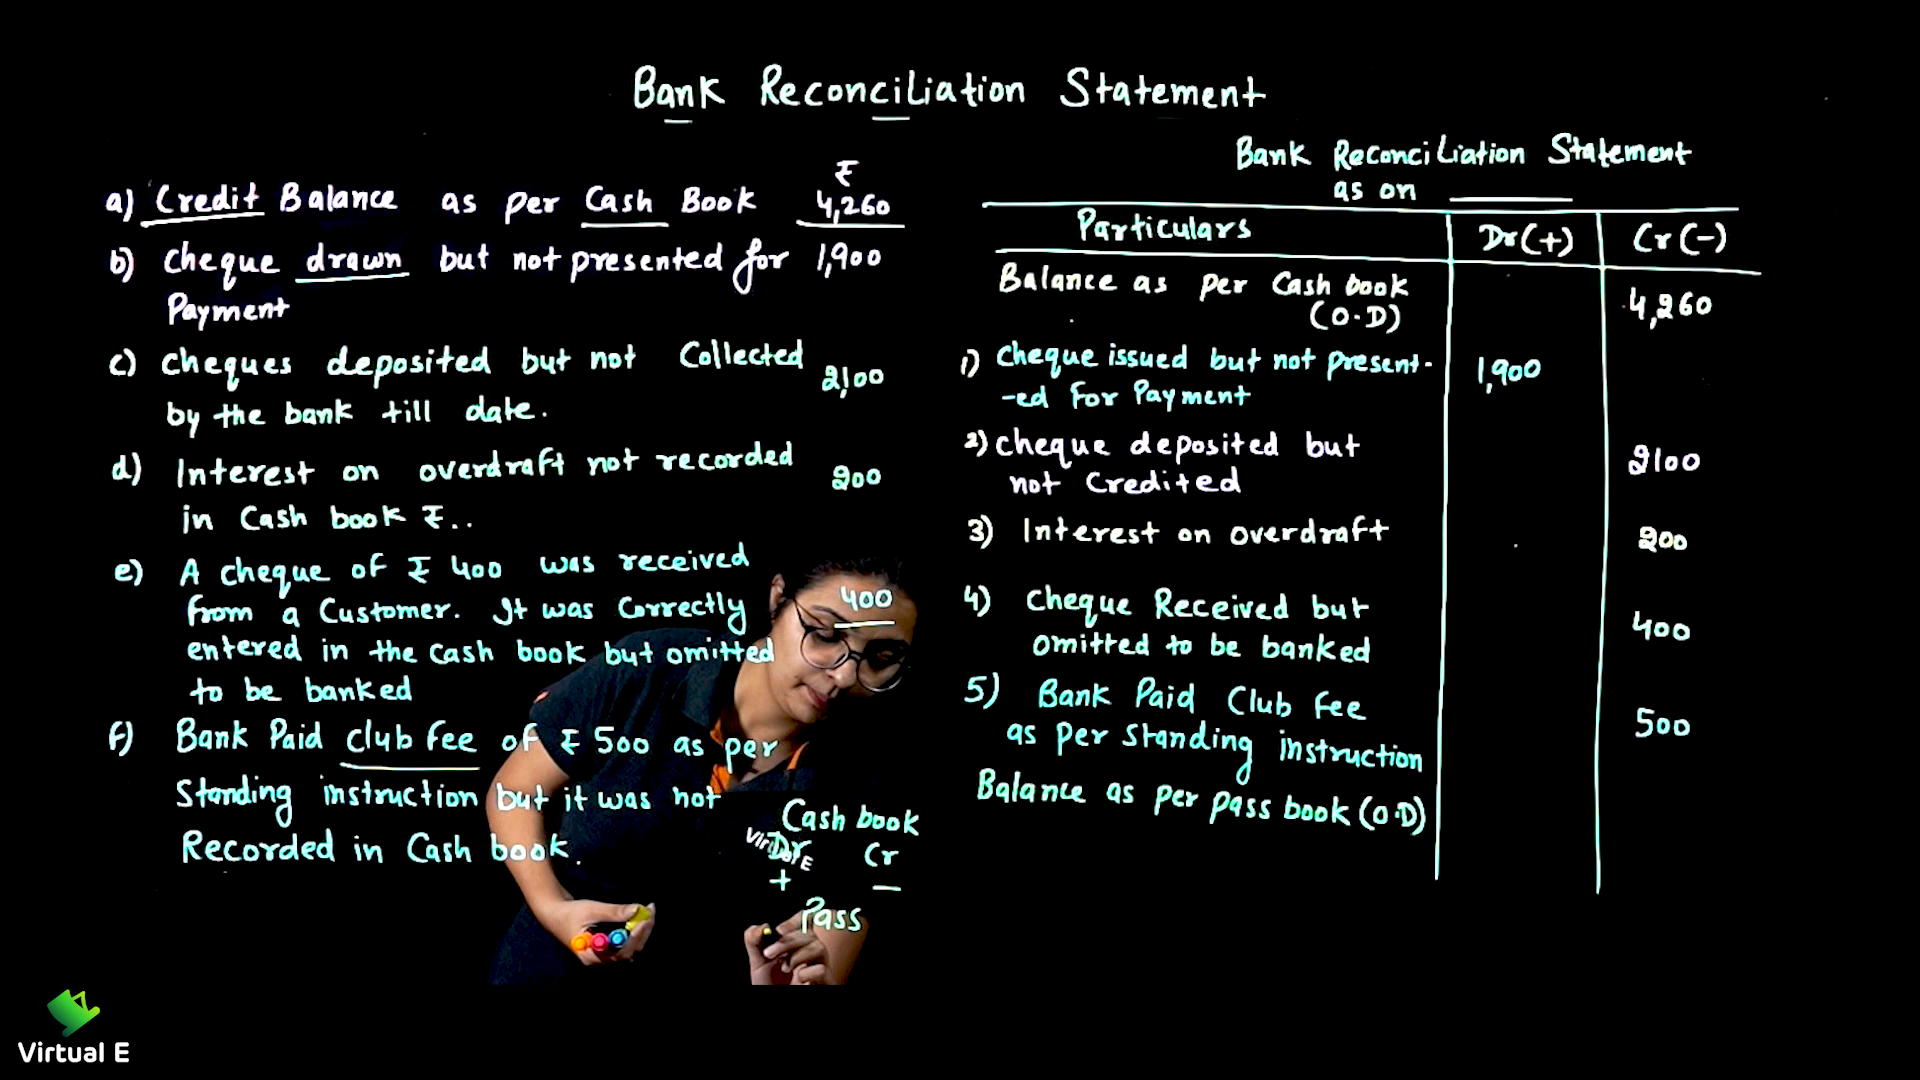 Bank Reconciliation Statement
₹
a) Credit Balance as per Cash Book 4,260
b) Cheque drawn but not presented for 1,900
Payment
c) Cheques deposited but not Collected
2,100
by the bank till date.
d) Interest on overdraft not recorded
200
in Cash book ₹..
e) A cheque of ₹ 400 was received
400
from a Customer. It was Correctly
entered in the cash book but omitted
to be banked
f) Bank Paid club fee of ₹ 500 as per
Standing instruction but it was not
Recorded in Cash book.
Cash book
Dr Cr
+ –
Pass
Bank Reconciliation Statement
as on
Particulars Dr(+) Cr(-)
Balance as per Cash book
(O.D) 4,260
1) Cheque issued but not present- 1,900
-ed For Payment
2) Cheque deposited but
not Credited 2100
3) Interest on overdraft 200
4) Cheque Received but
omitted to be banked 400
5) Bank Paid Club Fee
as per standing instruction 500
Balance as per pass book (O.D)
Virtual E
Virtual E